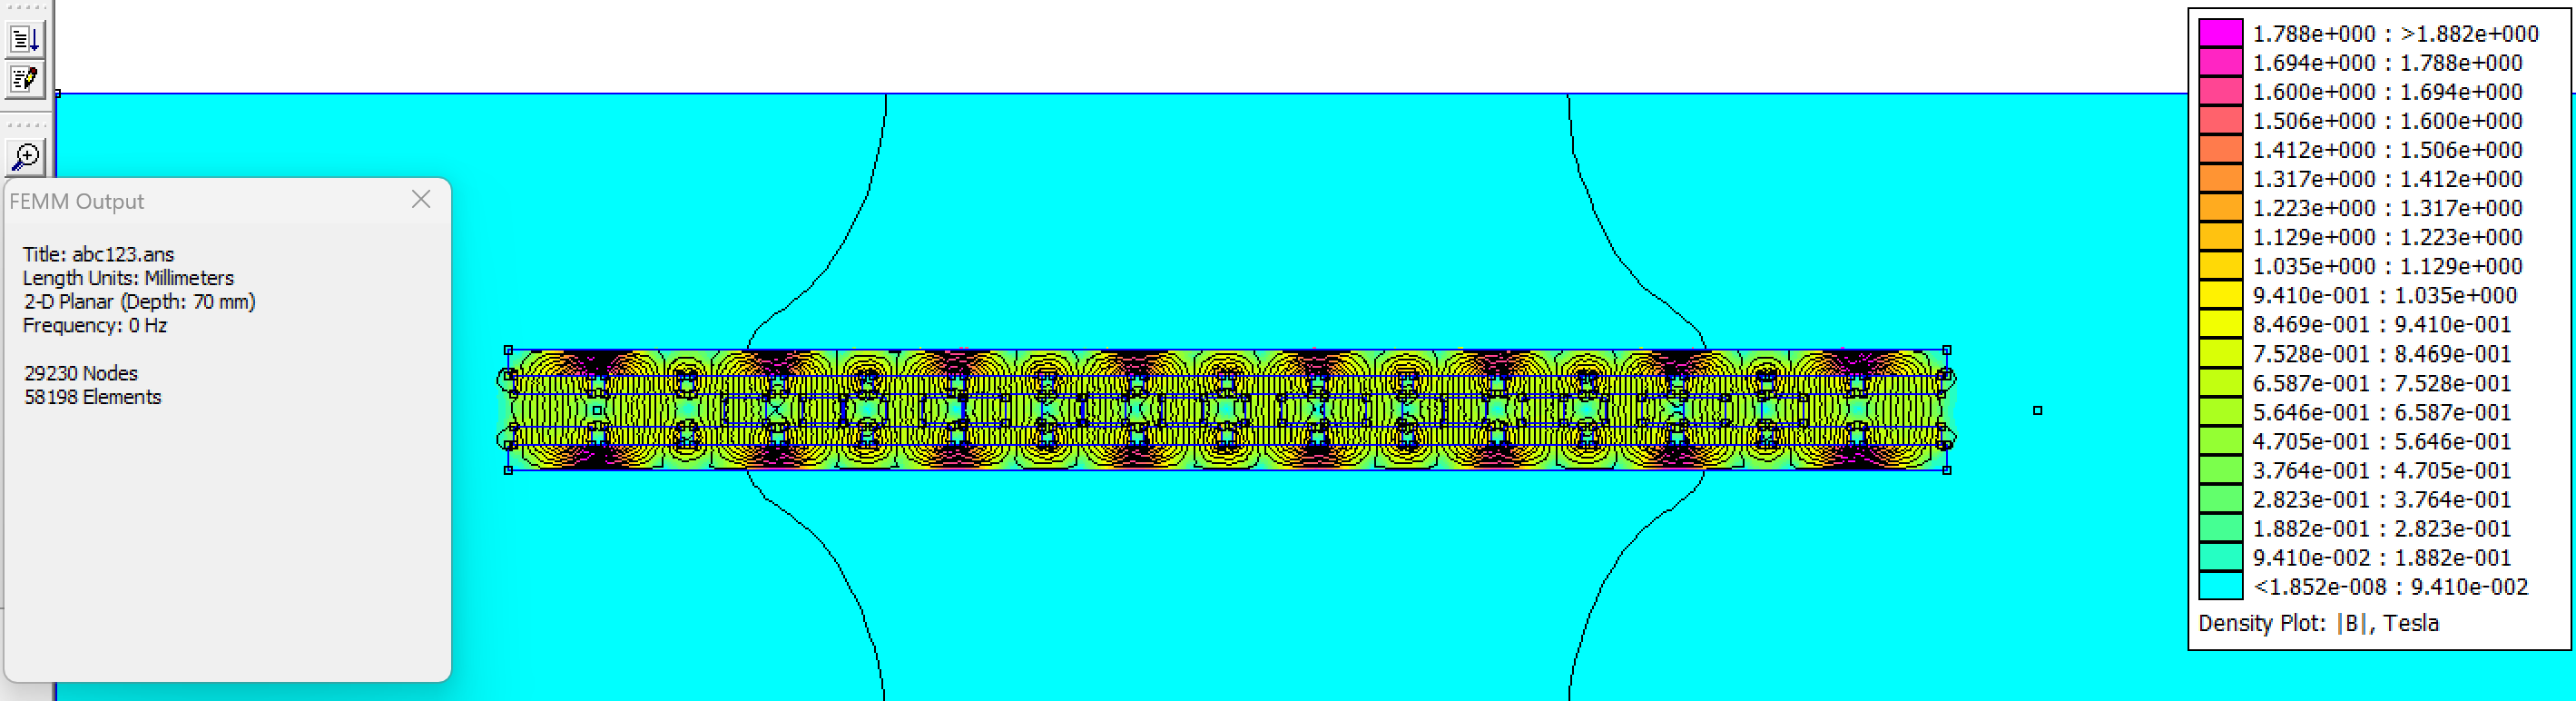 FEMM Output
Title: abc123.ans
Length Units: Millimeters
2-D Planar (Depth: 70 mm)
Frequency: 0 Hz
29230 Nodes
58198 Elements
1.788e+000 : >1.882e+000
1.694e+000 : 1.788e+000
1.600e+000 : 1.694e+000
1.506e+000 : 1.600e+000
1.412e+000 : 1.506e+000
1.317e+000 : 1.412e+000
1.223e+000 : 1.317e+000
1.129e+000 : 1.223e+000
1.035e+000 : 1.129e+000
9.410e-001 : 1.035e+000
8.469e-001 : 9.410e-001
7.528e-001 : 8.469e-001
6.587e-001 : 7.528e-001
5.646e-001 : 6.587e-001
4.705e-001 : 5.646e-001
3.764e-001 : 4.705e-001
2.823e-001 : 3.764e-001
1.882e-001 : 2.823e-001
9.410e-002 : 1.882e-001
<1.852e-008 : 9.410e-002
Density Plot: |B|, Tesla